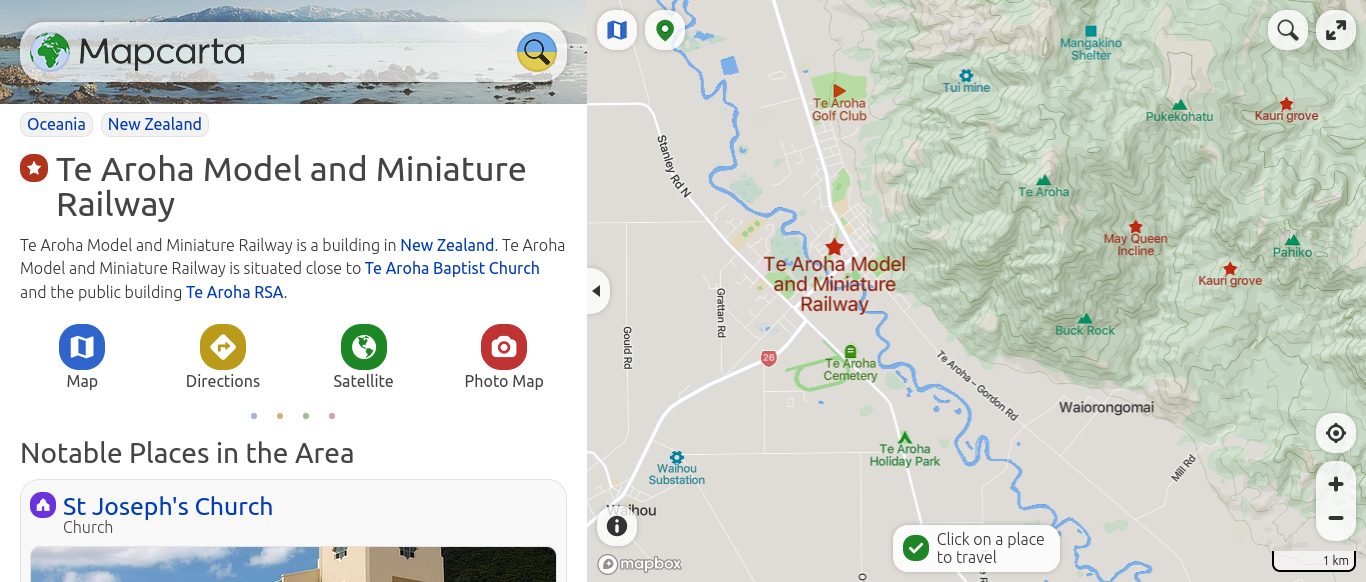 Mapcarta
Oceania
New Zealand
Te Aroha Model and Miniature
Railway
Te Aroha Model and Miniature Railway is a building in New Zealand. Te Aroha
Model and Miniature Railway is situated close to Te Aroha Baptist Church
and the public building Te Aroha RSA.
Map
Directions
Satellite
Photo Map
Notable Places in the Area
St Joseph's Church
Church
Mangakino
Shelter
Tui mine
Te Aroha
Golf Club
Pukekohatu
Kauri grove
Stanley Rd N
Te Aroha
May Queen
Incline
Pahiko
Kauri grove
Te Aroha Model
and Miniature
Railway
Grattan Rd
Gould Rd
Buck Rock
26
Te Aroha
Cemetery
Te Aroha – Gordon Rd
Waiorongomai
Te Aroha
Holiday Park
Mill Rd
Waihou
Substation
Waihou
Click on a place
to travel
mapbox
1 km